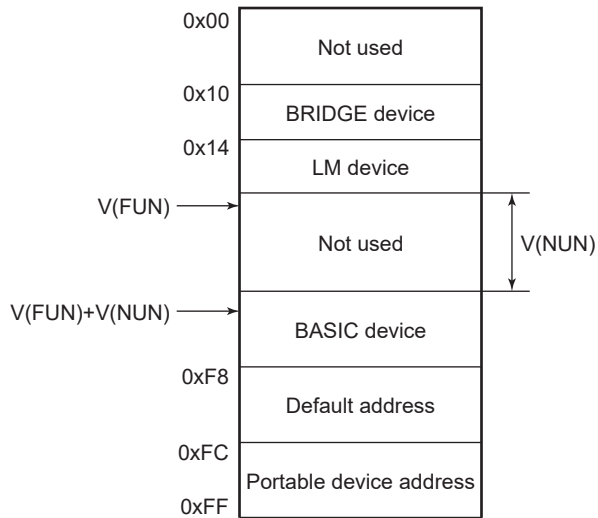 0x00
Not used
0x10
BRIDGE device
0x14
LM device
V(FUN)
Not used
V(NUN)
V(FUN)+V(NUN)
BASIC device
0xF8
Default address
0xFC
Portable device address
0xFF